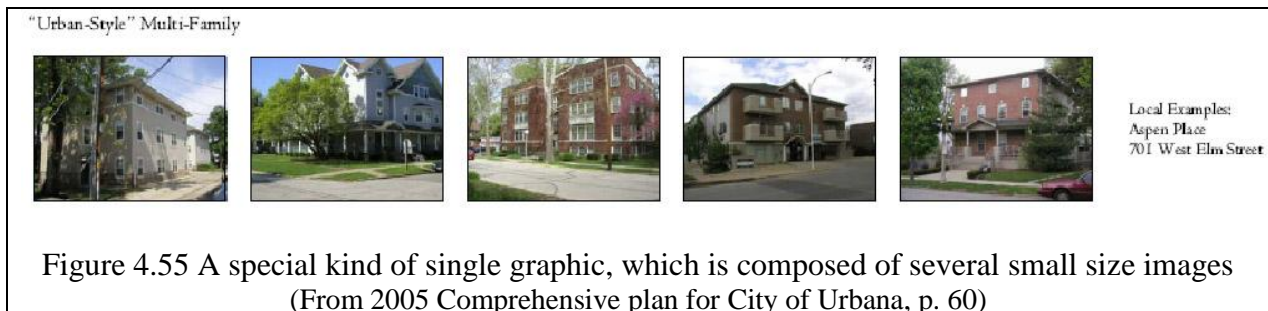 "Urban-Style" Multi-Family
Local Examples:
Aspen Place
701 West Elm Street
Figure 4.55 A special kind of single graphic, which is composed of several small size images
(From 2005 Comprehensive plan for City of Urbana, p. 60)